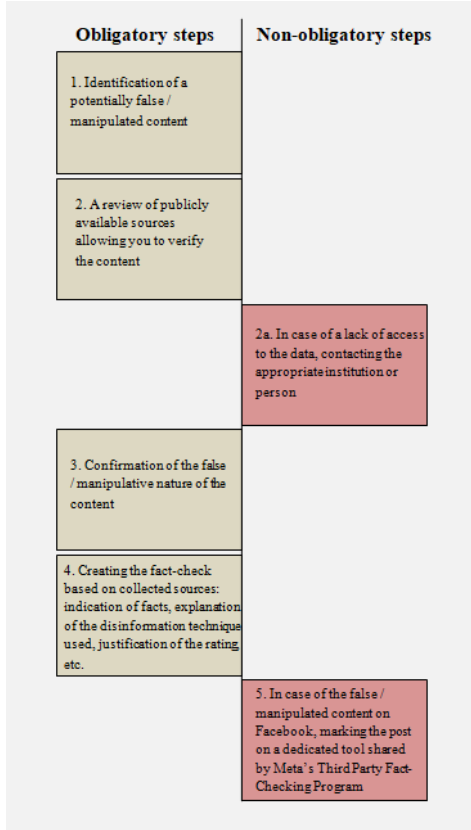 Obligatory steps
Non-obligatory steps
1. Identification of a
potentially false /
manipulated content
2. A review of publicly
available sources
allowing you to verify
the content
2a. In case of a lack of access
to the data, contacting the
appropriate institution or
person
3. Confirmation of the false
/ manipulative nature of the
content
4. Creating the fact-check
based on collected sources:
indication of facts, explanation
of the disinformation technique
used, justification of the rating,
etc.
5. In case of the false /
manipulated content on
Facebook, marking the post
on a dedicated tool shared
by Meta's Third Party Fact-
Checking Program